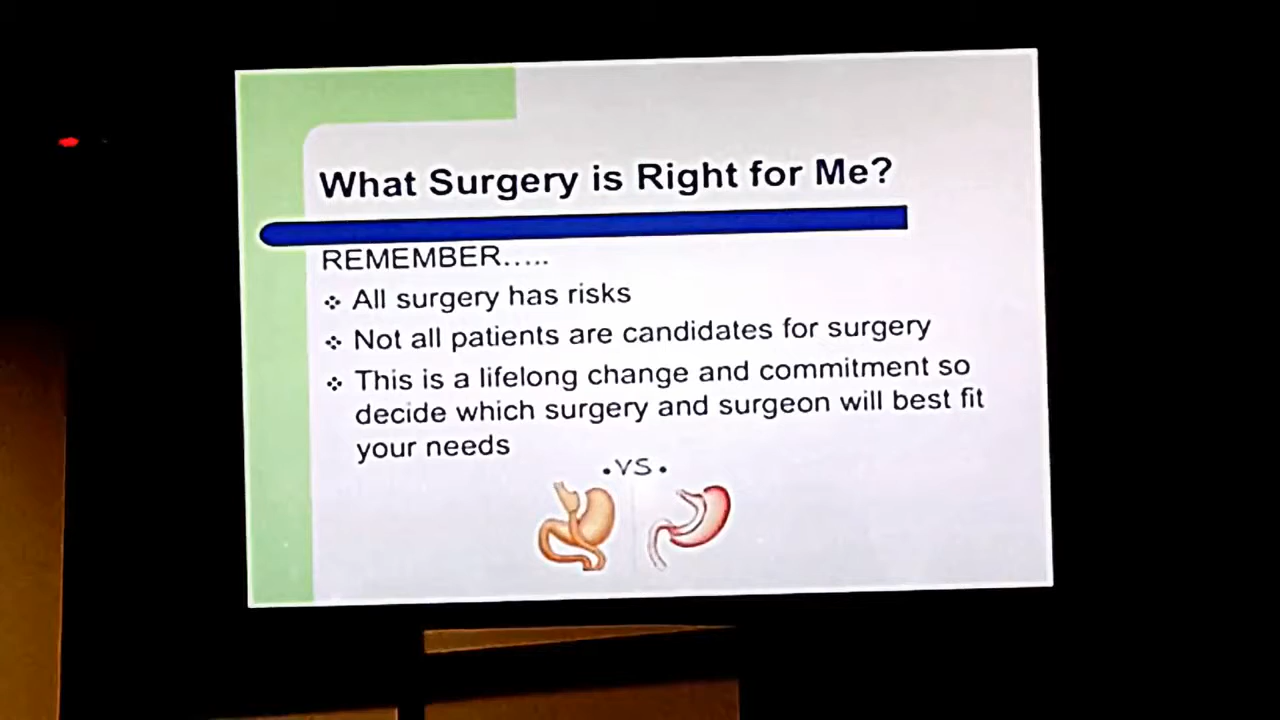 What Surgery is Right for Me?
REMEMBER.....
❖ All surgery has risks
❖ Not all patients are candidates for surgery
❖ This is a lifelong change and commitment so
decide which surgery and surgeon will best fit
your needs
.VS.